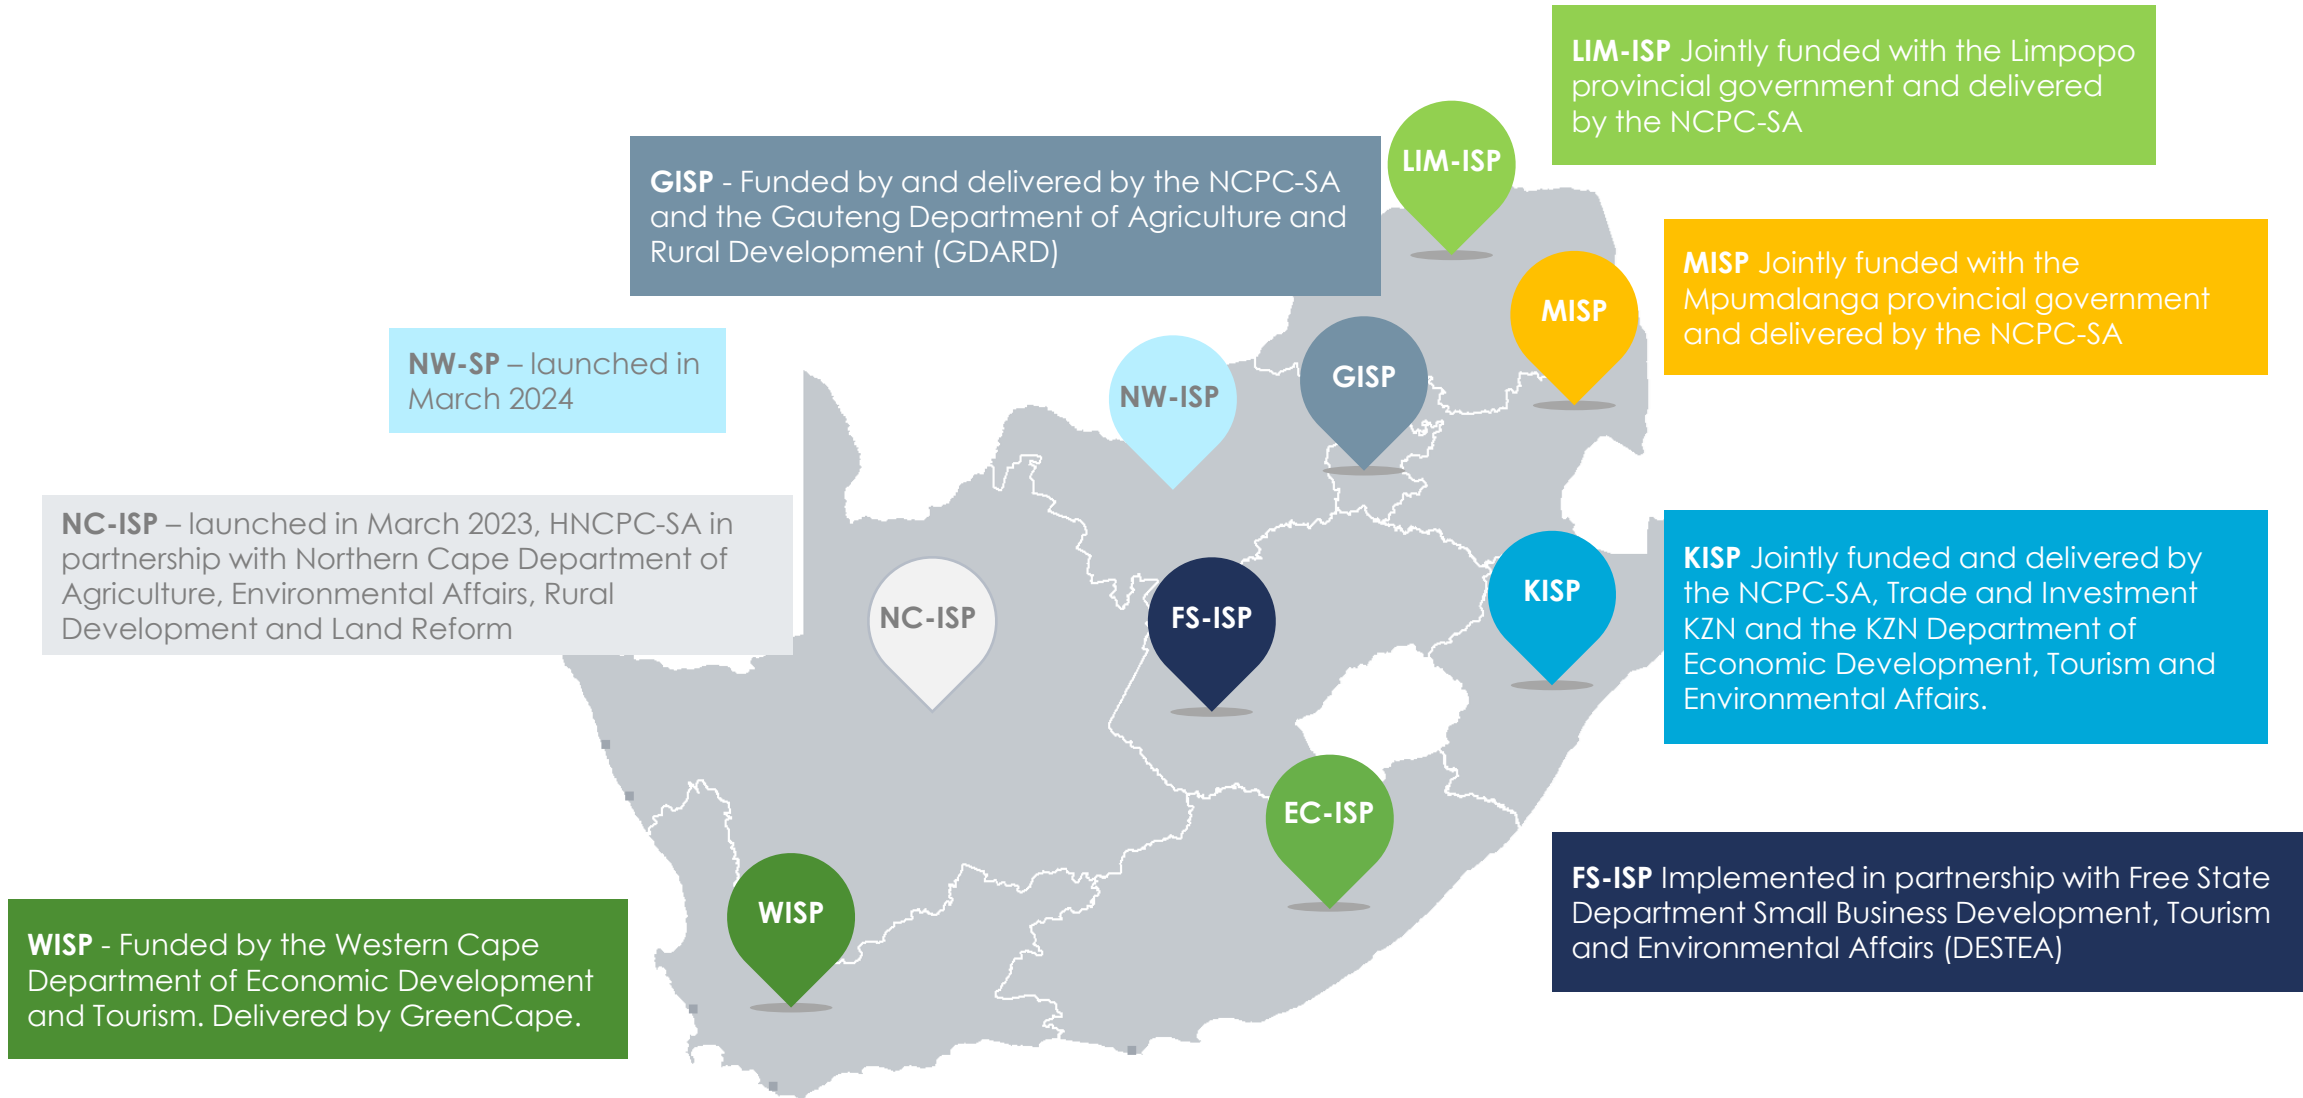 LIM-ISP Jointly funded with the Limpopo
provincial government and delivered
by the NCPC-SA
LIM-ISP
GISP - Funded by and delivered by the NCPC-SA
and the Gauteng Department of Agriculture and
Rural Development (GDARD)
MISP Jointly funded with the
Mpumalanga provincial government
and delivered by the NCPC-SA
MISP
NW-SP – launched in
March 2024
NW-ISP
GISP
NC-ISP – launched in March 2023, HNCPC-SA in
partnership with Northern Cape Department of
Agriculture, Environmental Affairs, Rural
Development and Land Reform
NC-ISP
FS-ISP
KISP
KISP Jointly funded and delivered by
the NCPC-SA, Trade and Investment
KZN and the KZN Department of
Economic Development, Tourism and
Environmental Affairs.
EC-ISP
FS-ISP Implemented in partnership with Free State
Department Small Business Development, Tourism
and Environmental Affairs (DESTEA)
WISP
WISP - Funded by the Western Cape
Department of Economic Development
and Tourism. Delivered by GreenCape.